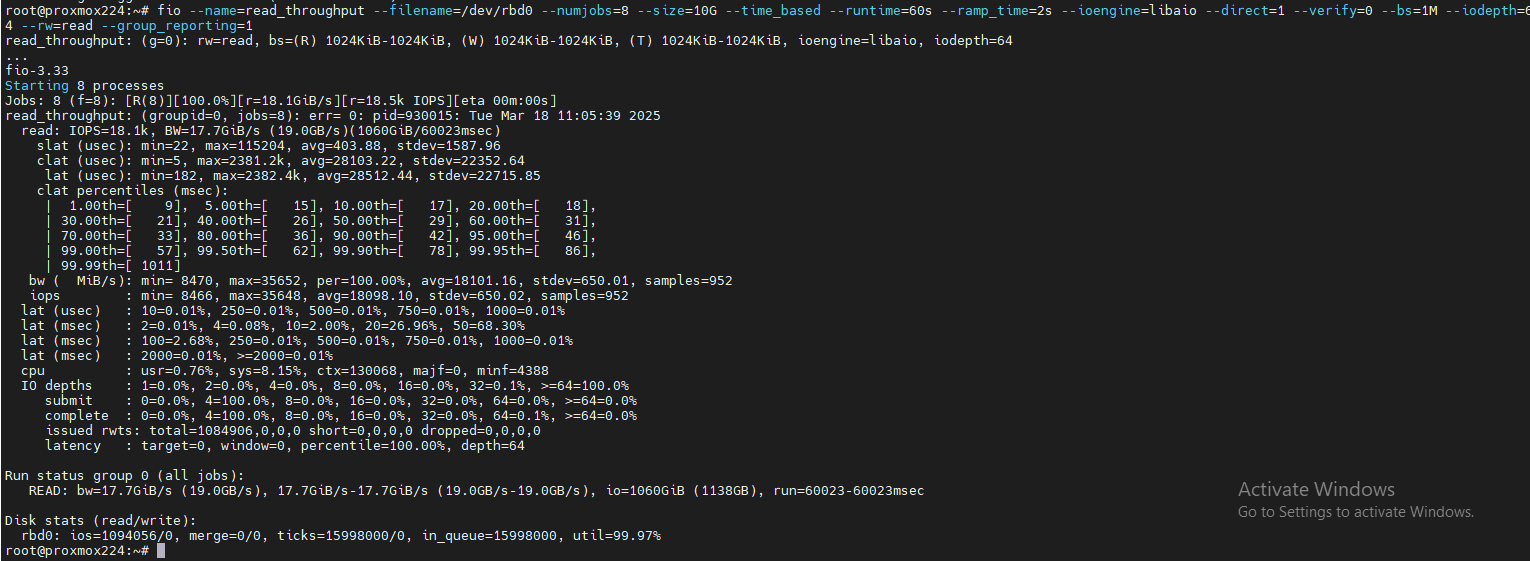 root@proxmox224:~# fio --name=read_throughput --filename=/dev/rbd0 --numjobs=8 --size=10G --time_based --runtime=60s --ramp_time=2s --ioengine=libaio --direct=1 --verify=0 --bs=1M --iodepth=6
4 --rw=read --group_reporting=1
read_throughput: (g=0): rw=read, bs=(R) 1024KiB-1024KiB, (W) 1024KiB-1024KiB, (T) 1024KiB-1024KiB, ioengine=libaio, iodepth=64
...
fio-3.33
Starting 8 processes
Jobs: 8 (f=8): [R(8)][100.0%][r=18.1GiB/s][r=18.5k IOPS][eta 00m:00s]
read_throughput: (groupid=0, jobs=8): err= 0: pid=930015: Tue Mar 18 11:05:39 2025
  read: IOPS=18.1k, BW=17.7GiB/s (19.0GB/s)(1060GiB/60023msec)
    slat (usec): min=22, max=115204, avg=403.88, stdev=1587.96
    clat (usec): min=5, max=2381.2k, avg=28103.22, stdev=22352.64
     lat (usec): min=182, max=2382.4k, avg=28512.44, stdev=22715.85
    clat percentiles (msec):
     |  1.00th=[    9],  5.00th=[   15], 10.00th=[   17], 20.00th=[   18],
     | 30.00th=[   21], 40.00th=[   26], 50.00th=[   29], 60.00th=[   31],
     | 70.00th=[   33], 80.00th=[   36], 90.00th=[   42], 95.00th=[   46],
     | 99.00th=[   57], 99.50th=[   62], 99.90th=[   78], 99.95th=[   86],
     | 99.99th=[ 1011]
   bw (  MiB/s): min= 8470, max=35652, per=100.00%, avg=18101.16, stdev=650.01, samples=952
   iops        : min= 8466, max=35648, avg=18098.10, stdev=650.02, samples=952
  lat (usec)   : 10=0.01%, 250=0.01%, 500=0.01%, 750=0.01%, 1000=0.01%
  lat (msec)   : 2=0.01%, 4=0.08%, 10=2.00%, 20=26.96%, 50=68.30%
  lat (msec)   : 100=2.68%, 250=0.01%, 500=0.01%, 750=0.01%, 1000=0.01%
  lat (msec)   : 2000=0.01%, >=2000=0.01%
  cpu          : usr=0.76%, sys=8.15%, ctx=130068, majf=0, minf=4388
  IO depths    : 1=0.0%, 2=0.0%, 4=0.0%, 8=0.0%, 16=0.0%, 32=0.1%, >=64=100.0%
     submit    : 0=0.0%, 4=100.0%, 8=0.0%, 16=0.0%, 32=0.0%, 64=0.0%, >=64=0.0%
     complete  : 0=0.0%, 4=100.0%, 8=0.0%, 16=0.0%, 32=0.0%, 64=0.1%, >=64=0.0%
     issued rwts: total=1084906,0,0,0 short=0,0,0,0 dropped=0,0,0,0
     latency   : target=0, window=0, percentile=100.00%, depth=64
Run status group 0 (all jobs):
   READ: bw=17.7GiB/s (19.0GB/s), 17.7GiB/s-17.7GiB/s (19.0GB/s-19.0GB/s), io=1060GiB (1138GB), run=60023-60023msec
Activate Windows
Go to Settings to activate Windows.
Disk stats (read/write):
  rbd0: ios=1094056/0, merge=0/0, ticks=15998000/0, in_queue=15998000, util=99.97%
root@proxmox224:~#